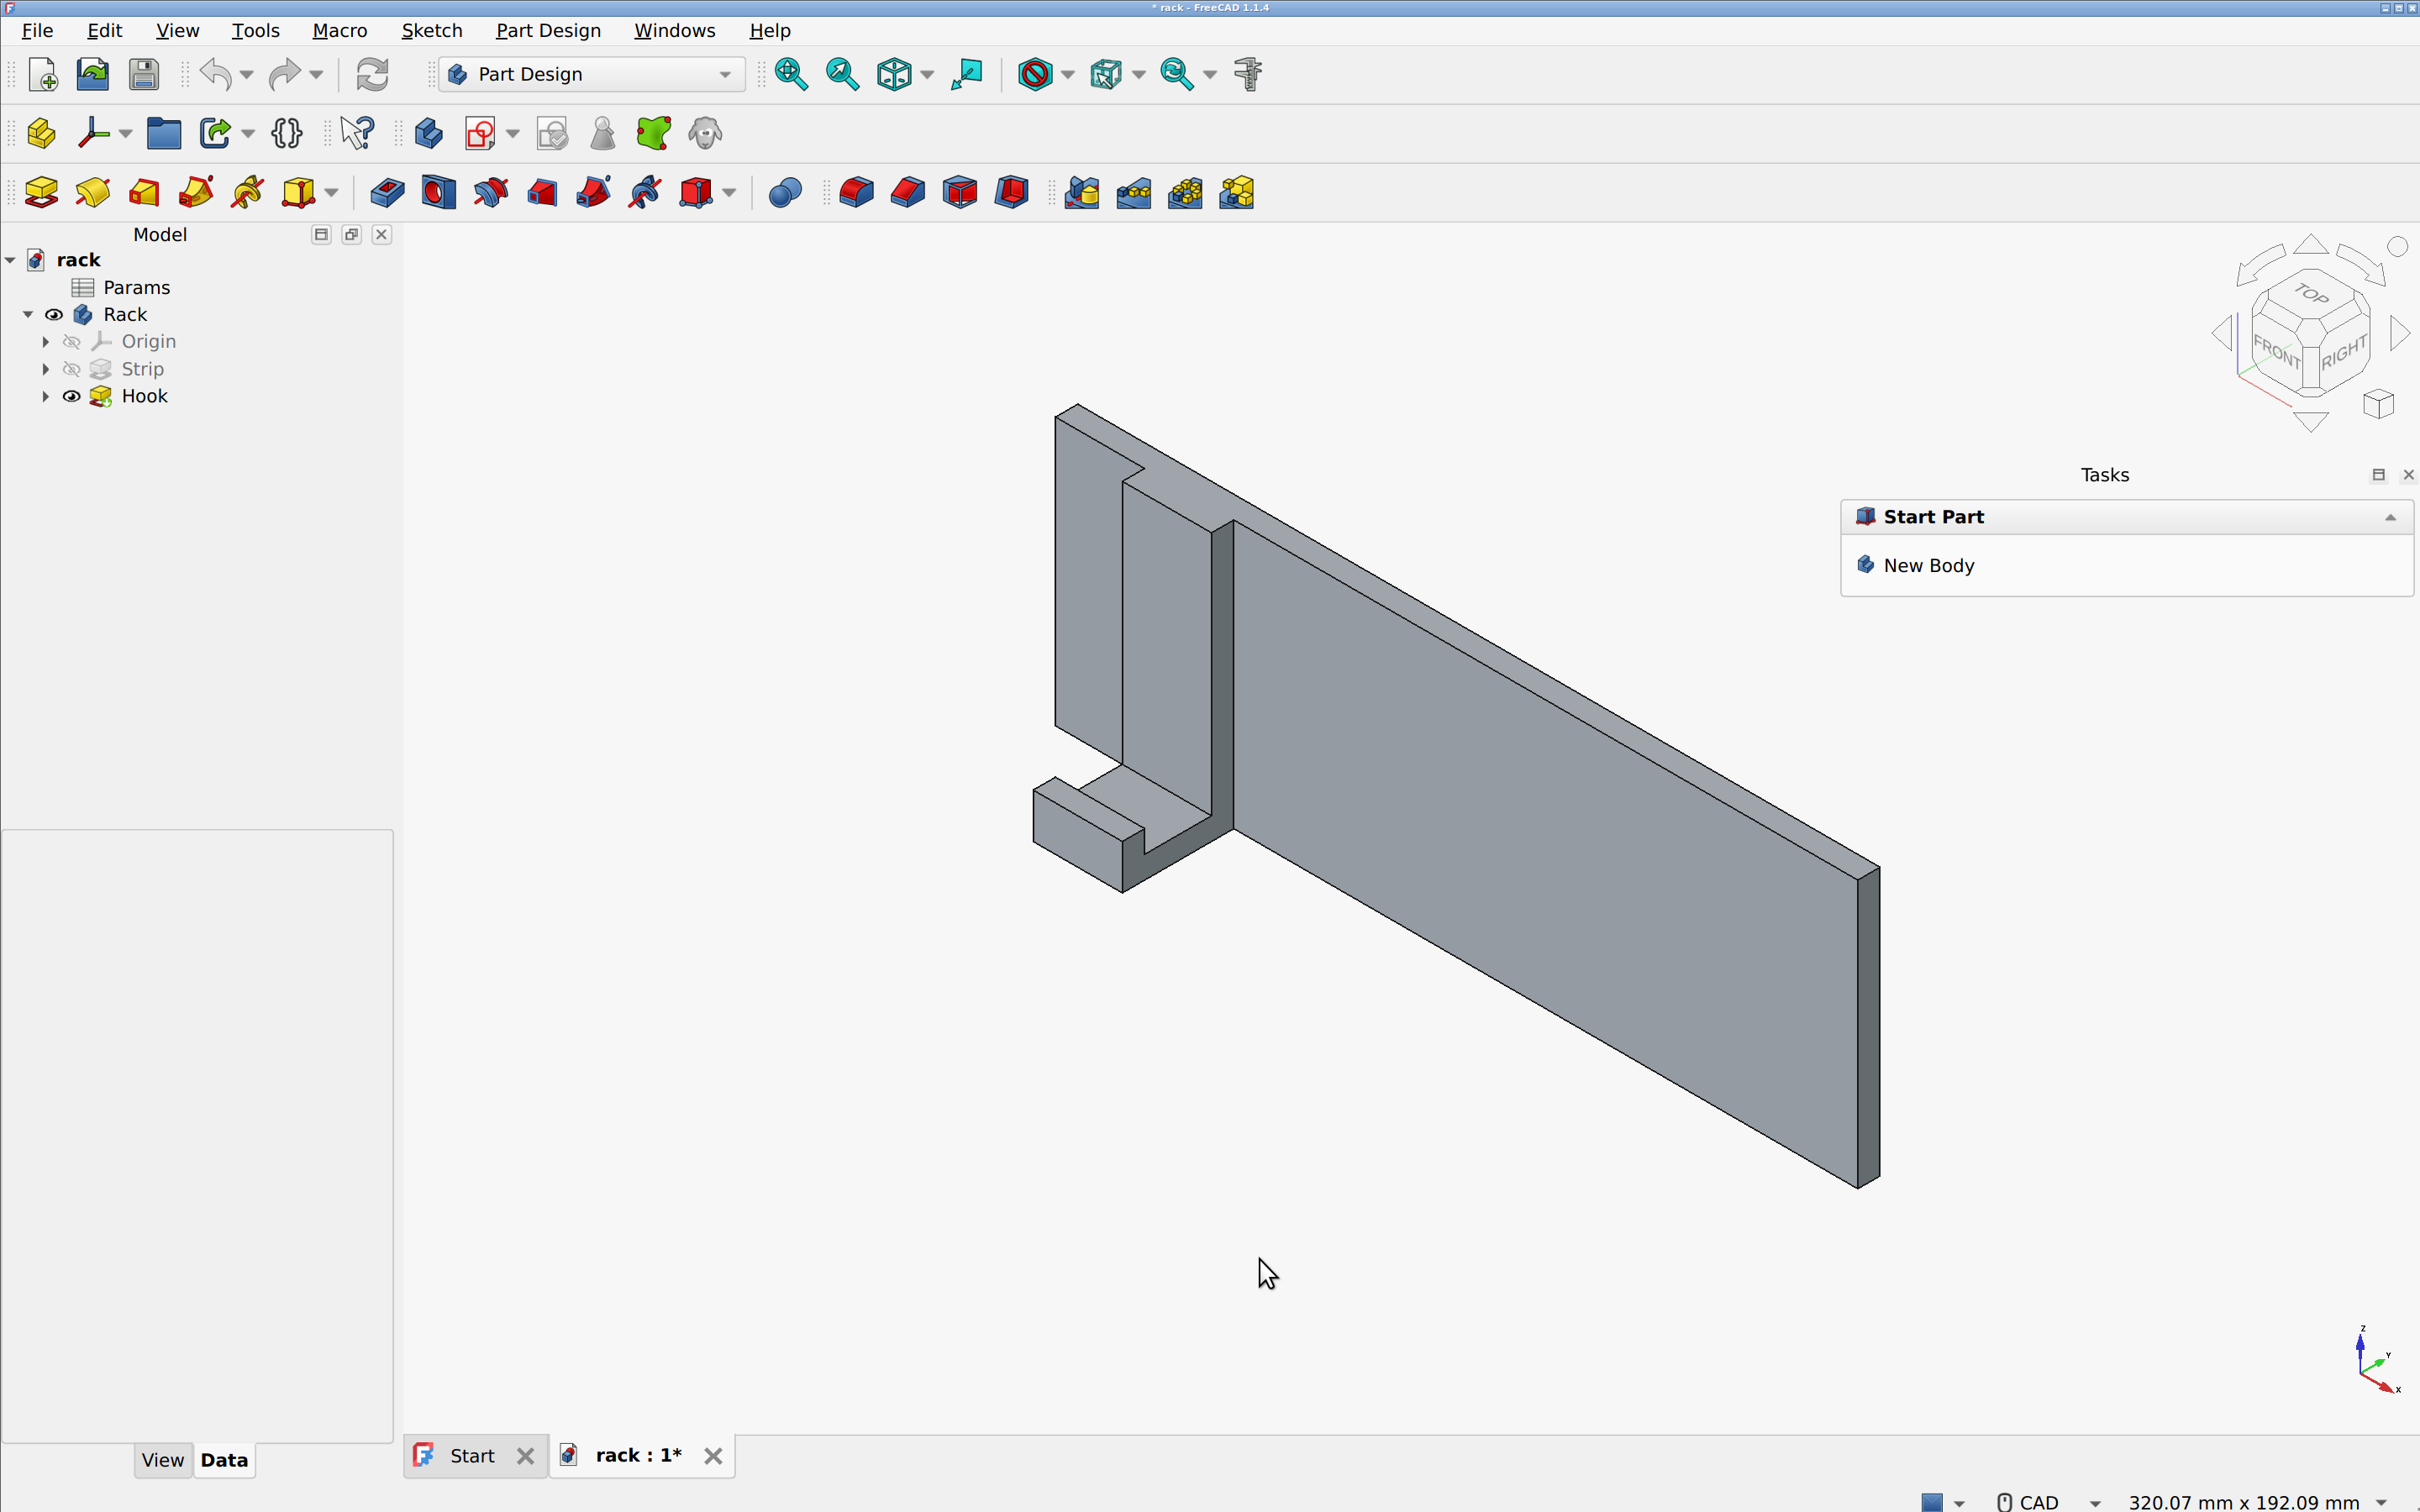 * rack - FreeCAD 1.1.4
File Edit View Tools Macro Sketch Part Design Windows Help
Part Design
Model
rack
Params
Rack
Origin
Strip
Hook
TOP
FRONT
RIGHT
Tasks
Start Part
New Body
Z
Y
X
View Data
Start
rack : 1*
CAD
320.07 mm x 192.09 mm